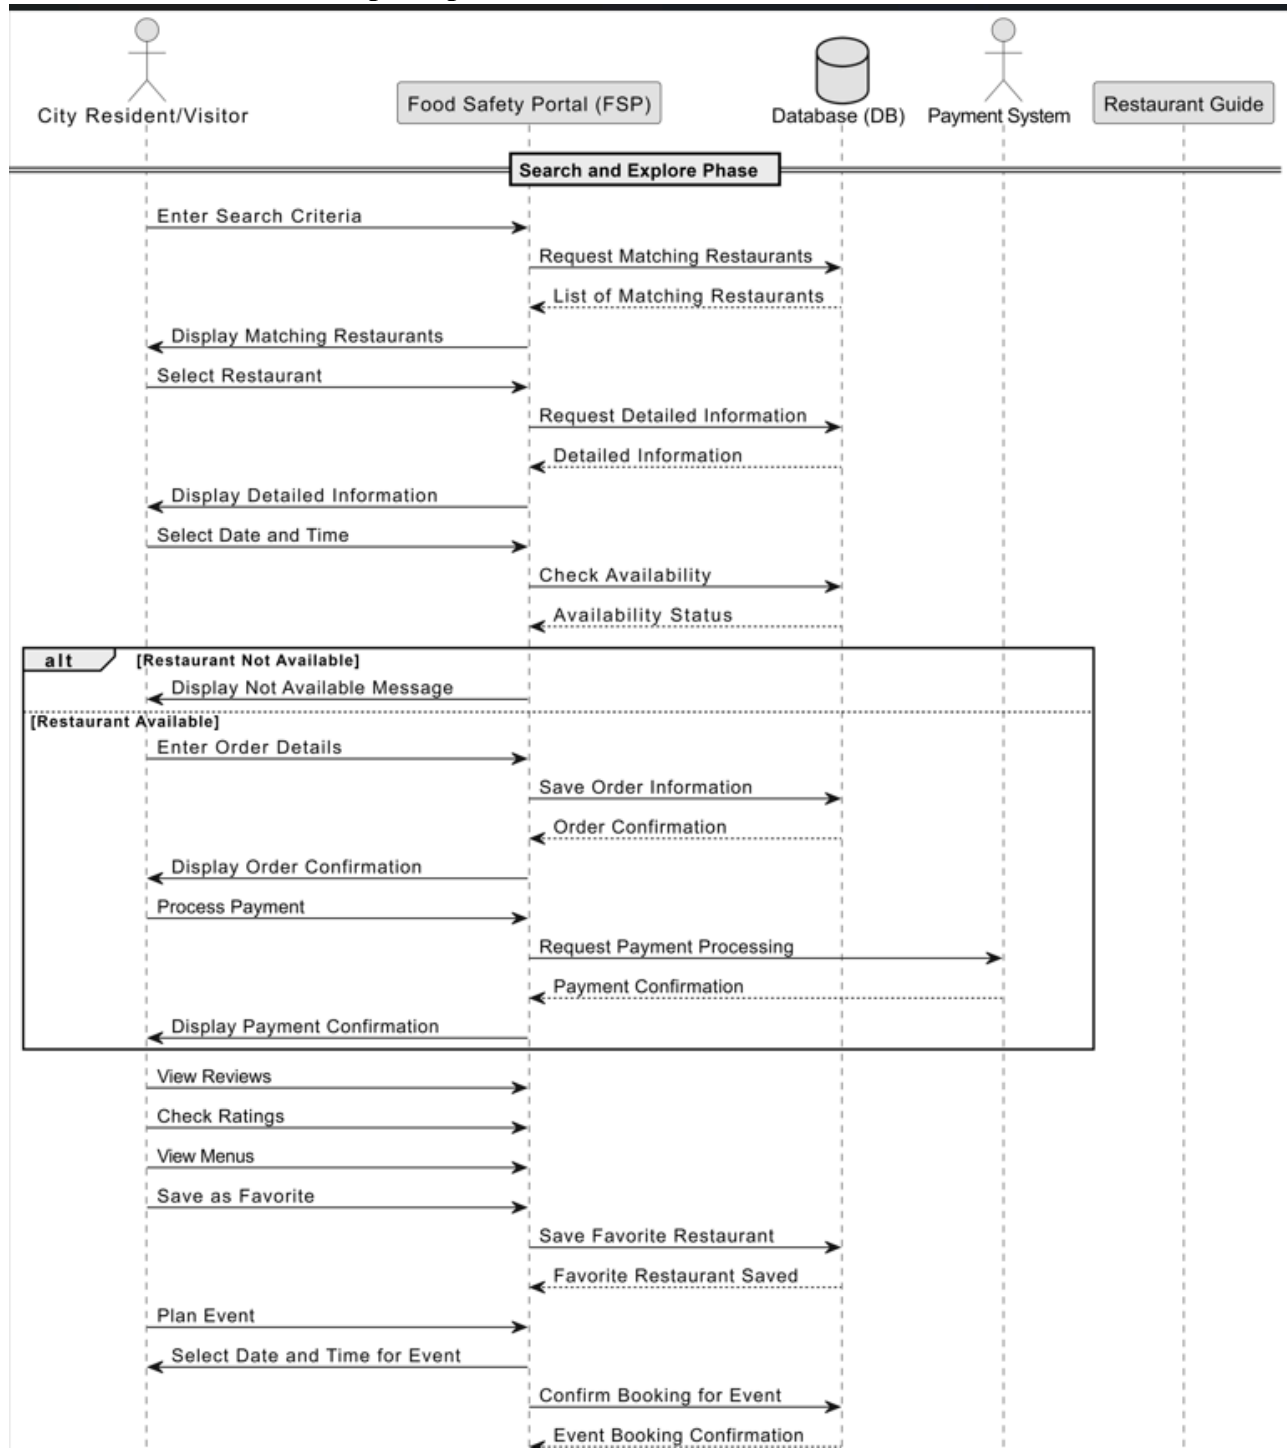 City Resident/Visitor
Food Safety Portal (FSP)
Database (DB)
Payment System
Restaurant Guide
Search and Explore Phase
Enter Search Criteria
Request Matching Restaurants
List of Matching Restaurants
Display Matching Restaurants
Select Restaurant
Request Detailed Information
Detailed Information
Display Detailed Information
Select Date and Time
Check Availability
Availability Status
alt [Restaurant Not Available]
Display Not Available Message
[Restaurant Available]
Enter Order Details
Save Order Information
Order Confirmation
Display Order Confirmation
Process Payment
Request Payment Processing
Payment Confirmation
Display Payment Confirmation
View Reviews
Check Ratings
View Menus
Save as Favorite
Save Favorite Restaurant
Favorite Restaurant Saved
Plan Event
Select Date and Time for Event
Confirm Booking for Event
Event Booking Confirmation